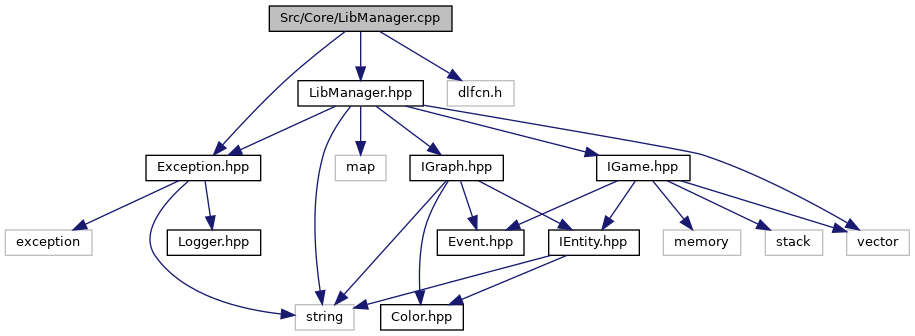 Src/Core/LibManager.cpp
LibManager.hpp
dlfcn.h
Exception.hpp
map
IGraph.hpp
IGame.hpp
exception
Logger.hpp
Event.hpp
IEntity.hpp
memory
stack
vector
string
Color.hpp